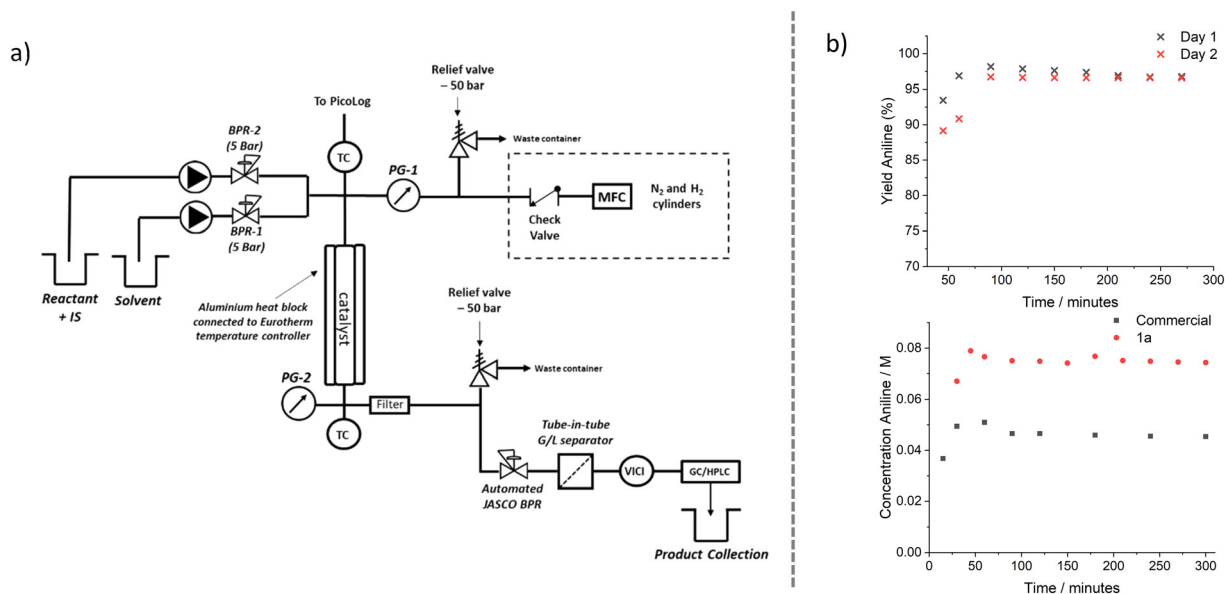 a)
To PicoLog
Relief valve
– 50 bar
BPR-2
(5 Bar)
TC
PG-1
Waste container
N2 and H2
cylinders
MFC
Check
Valve
BPR-1
(5 Bar)
Reactant
+ IS
Solvent
Aluminium heat block
connected to Eurotherm
temperature controller
catalyst
Relief valve
– 50 bar
Waste container
PG-2
Filter
TC
Tube-in-tube
G/L separator
VICI
GC/HPLC
Automated
JASCO BPR
Product Collection
b)
Day 1
Day 2
100
95
90
85
80
75
70
Yield Aniline (%)
50 100 150 200 250 300
Time / minutes
Commercial
1a
0.08
0.06
0.04
0.02
0.00
Concentration Aniline / M
0 50 100 150 200 250 300
Time / minutes